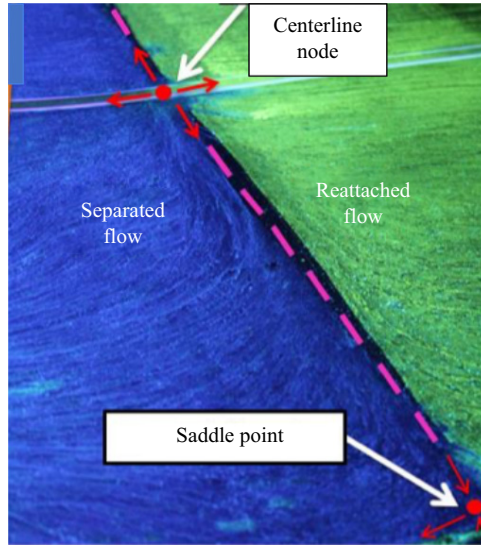 Centerline
node
Reattached
flow
Separated
flow
Saddle point